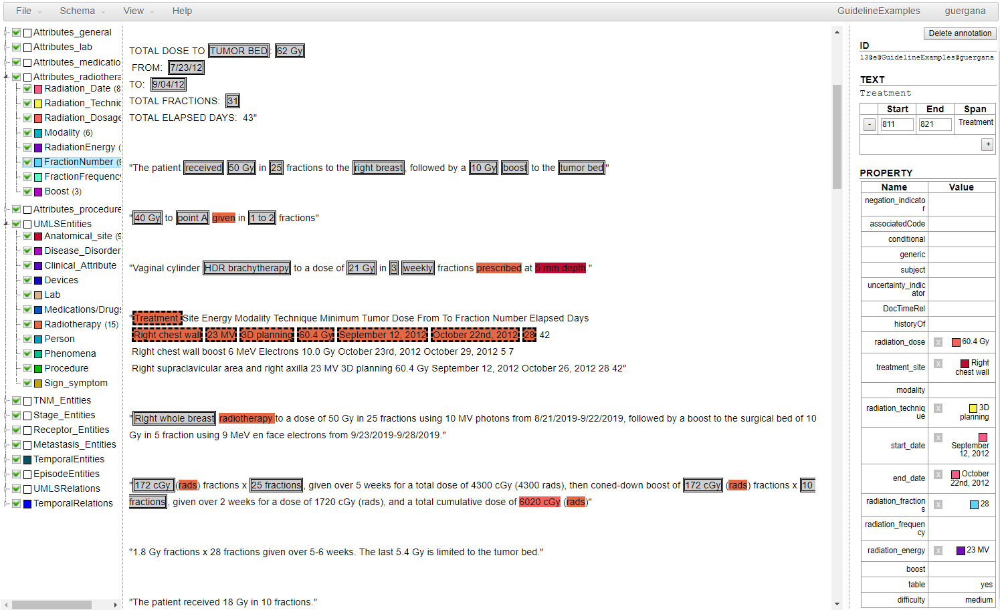 File Schema View Help GuidelineExamples guergana
Attributes_general
Attributes_lab
Attributes_medicatio
Attributes_radiothera
Radiation_Date (8
Radiation_Technic
Radiation_Dosage
Modality (6)
RadiationEnergy (
FractionNumber (9
FractionFrequency
Boost (3)
Attributes_procedure
UMLSEntities
Anatomical_site (9
Disease_Disorder
Clinical_Attribute
Devices
Lab
Medications/Drugs
Radiotherapy (15)
Person
Phenomena
Procedure
Sign_symptom
TNM_Entities
Stage_Entities
Receptor_Entities
Metastasis_Entities
TemporalEntities
EpisodeEntities
UMLSRelations
TemporalRelations
TOTAL DOSE TO TUMOR BED: 62 Gy
FROM: 7/23/12
TO: 9/04/12
TOTAL FRACTIONS: 31
TOTAL ELAPSED DAYS: 43"
"The patient received 50 Gy in 25 fractions to the right breast, followed by a 10 Gy boost to the tumor bed"
"40 Gy to point A given in 1 to 2 fractions"
"Vaginal cylinder HDR brachytherapy to a dose of 21 Gy in 3 weekly fractions prescribed at 5 mm depth."
"Treatment Site Energy Modality Technique Minimum Tumor Dose From To Fraction Number Elapsed Days
Right chest wall 23 MV 3D planning 60.4 Gy September 12, 2012 October 22nd, 2012 28 42
Right chest wall boost 6 MeV Electrons 10.0 Gy October 23rd, 2012 October 29, 2012 5 7
Right supraclavicular area and right axilla 23 MV 3D planning 60.4 Gy September 12, 2012 October 26, 2012 28 42"
"Right whole breast radiotherapy to a dose of 50 Gy in 25 fractions using 10 MV photons from 8/21/2019-9/22/2019, followed by a boost to the surgical bed of 10
Gy in 5 fraction using 9 MeV en face electrons from 9/23/2019-9/28/2019."
"172 cGy (rads) fractions x 25 fractions, given over 5 weeks for a total dose of 4300 cGy (4300 rads), then coned-down boost of 172 cGy (rads) fractions x 10
fractions, given over 2 weeks for a dose of 1720 cGy (rads), and a total cumulative dose of 6020 cGy (rads)"
"1.8 Gy fractions x 28 fractions given over 5-6 weeks. The last 5.4 Gy is limited to the tumor bed."
"The patient received 18 Gy in 10 fractions."
Delete annotation
ID
13@e@GuidelineExamples@guergana
TEXT
Treatment
Start End Span
- 811 821 Treatment
+
PROPERTY
Name Value
negation_indicato
r
associatedCode
conditional
generic
subject
uncertainty_indic
ator
DocTimeRel
historyOf
radiation_dose x 60.4 Gy
treatment_site x Right
chest wall
modality
radiation_techniq x 3D
ue planning
start_date x
September
12, 2012
end_date x October
22nd, 2012
radiation_fraction
s x 28
radiation_frequen
cy
radiation_energy x 23 MV
boost
table yes
difficulty medium